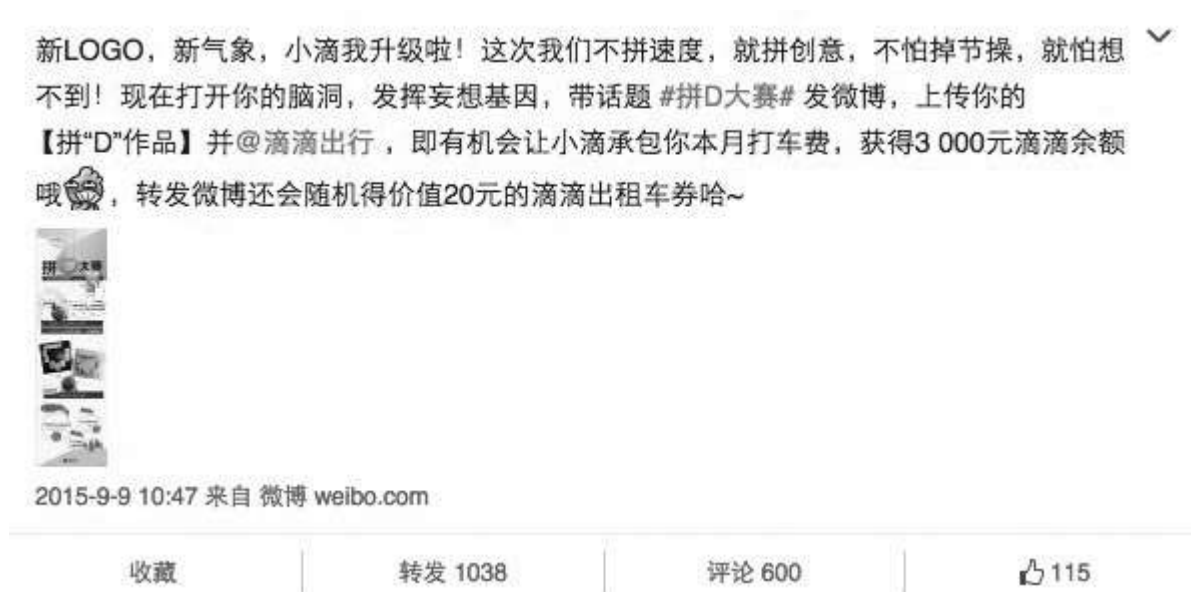 新LOGO，新气象，小滴我升级啦！这次我们不拼速度，就拼创意，不怕掉节操，就怕想
不到！现在打开你的脑洞，发挥妄想基因，带话题 #拼D大赛# 发微博，上传你的
【拼“D”作品】并@滴滴出行 ，即有机会让小滴承包你本月打车费，获得3 000元滴滴余额
哦，转发微博还会随机得价值20元的滴滴出租车券哈~
拼 大赛
2015-9-9 10:47 来自 微博 weibo.com
收藏 转发 1038 评论 600 115